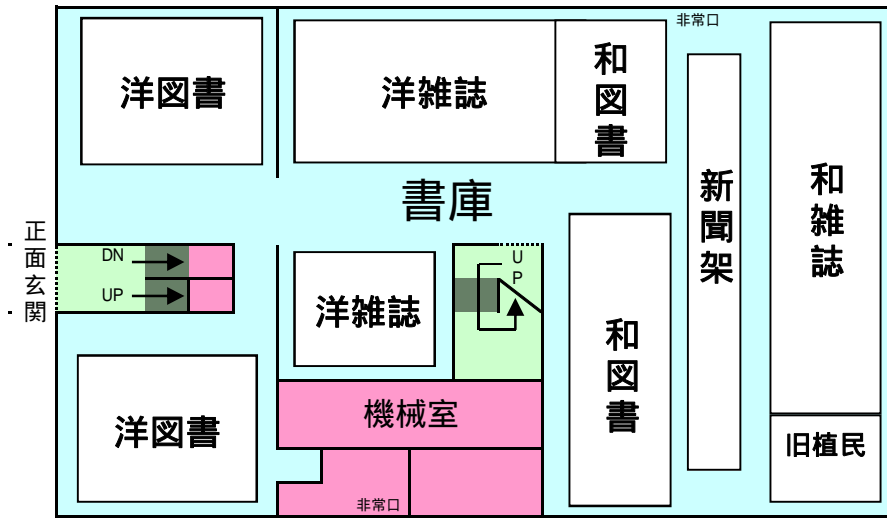 非常口
洋図書
洋雑誌
和図書
書庫
新聞架
和雑誌
正面玄関
DN
UP
洋雑誌
UP
和図書
洋図書
機械室
旧植民
非常口